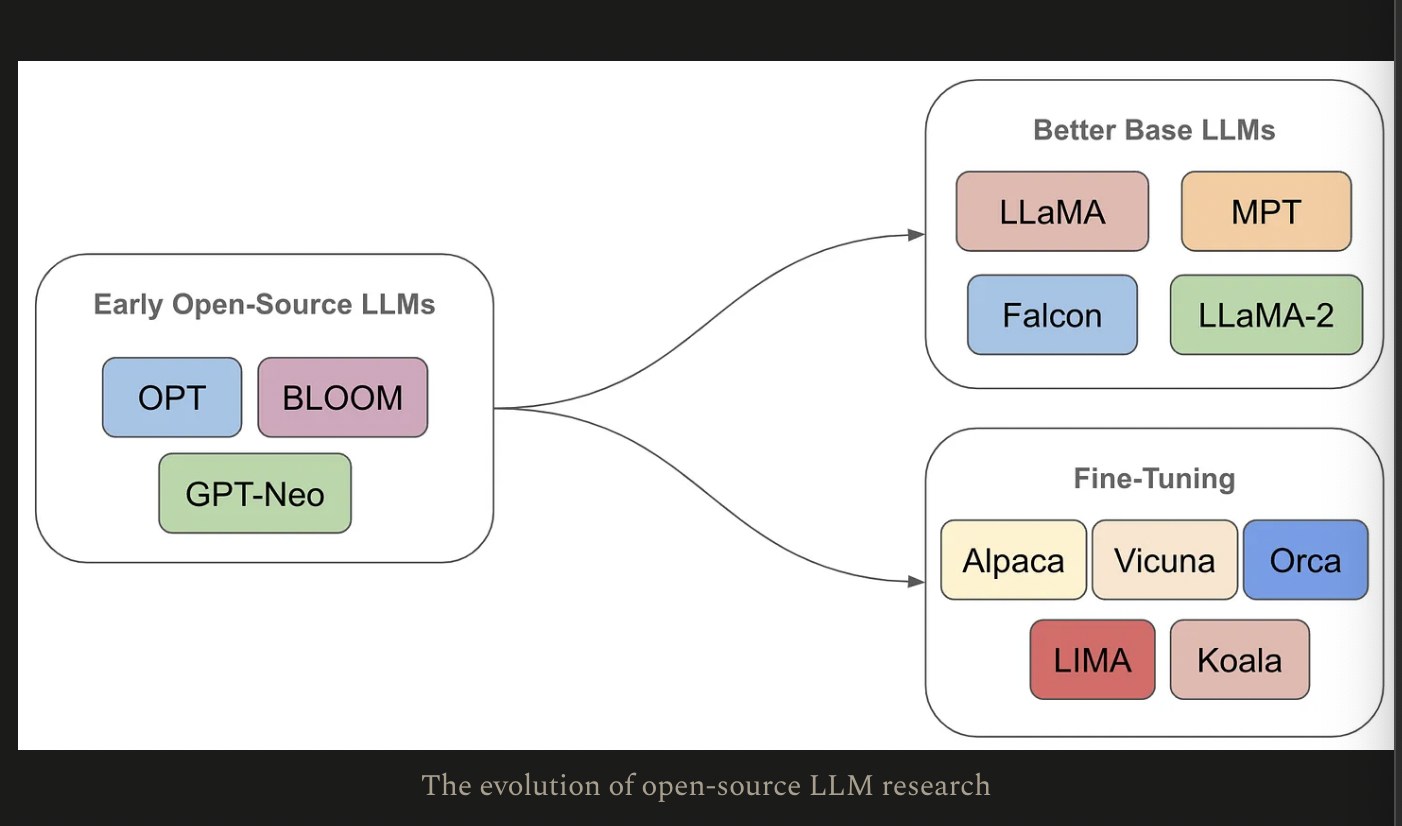 Early Open-Source LLMs
OPT
BLOOM
GPT-Neo
Better Base LLMs
LLaMA
MPT
Falcon
LLaMA-2
Fine-Tuning
Alpaca
Vicuna
Orca
LIMA
Koala
The evolution of open-source LLM research